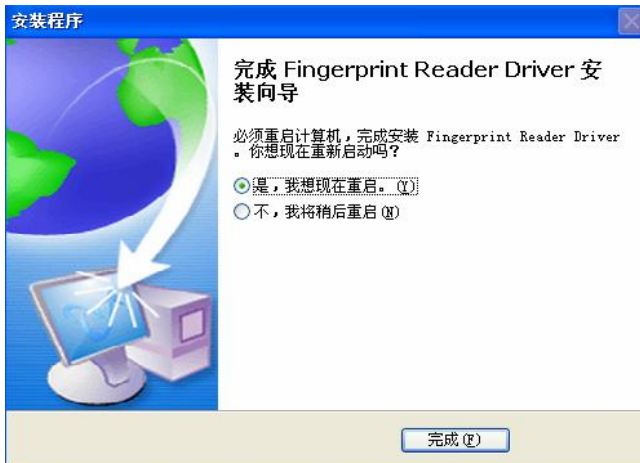 安装程序
完成 Fingerprint Reader Driver 安
装向导
必须重启计算机，完成安装 Fingerprint Reader Driver
。你想现在重新启动吗？
是，我想现在重启。(Y)
不，我将稍后重启(N)
完成(F)